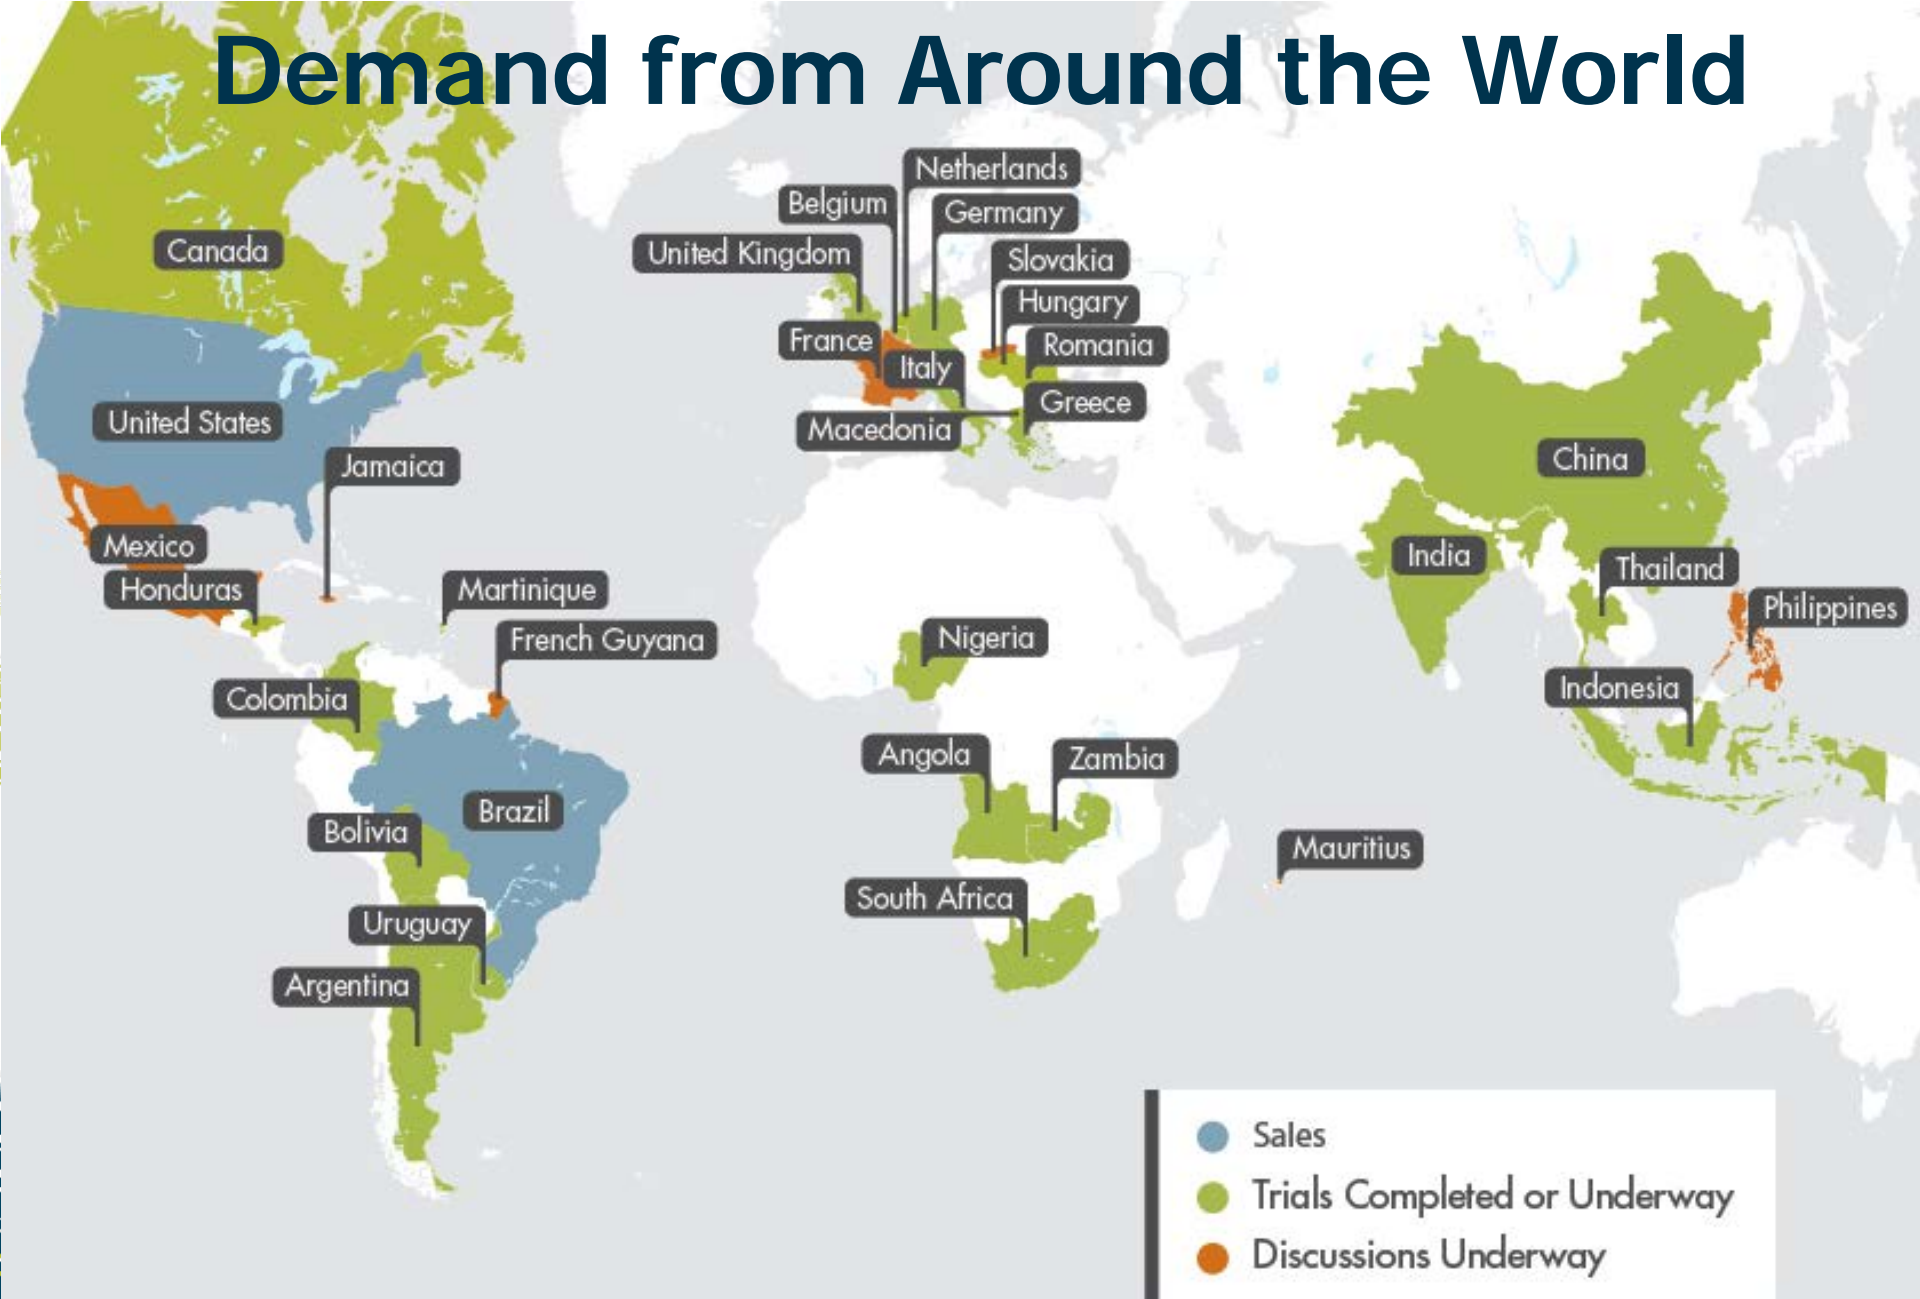 Demand from Around the World
Netherlands
Belgium
Germany
United Kingdom
Canada
Slovakia
Hungary
France
Romania
Italy
Greece
United States
Macedonia
China
Jamaica
Mexico
India
Thailand
Honduras
Martinique
Philippines
French Guyana
Nigeria
Colombia
Indonesia
Angola
Zambia
Brazil
Bolivia
Mauritius
South Africa
Uruguay
Argentina
Sales
Trials Completed or Underway
Discussions Underway